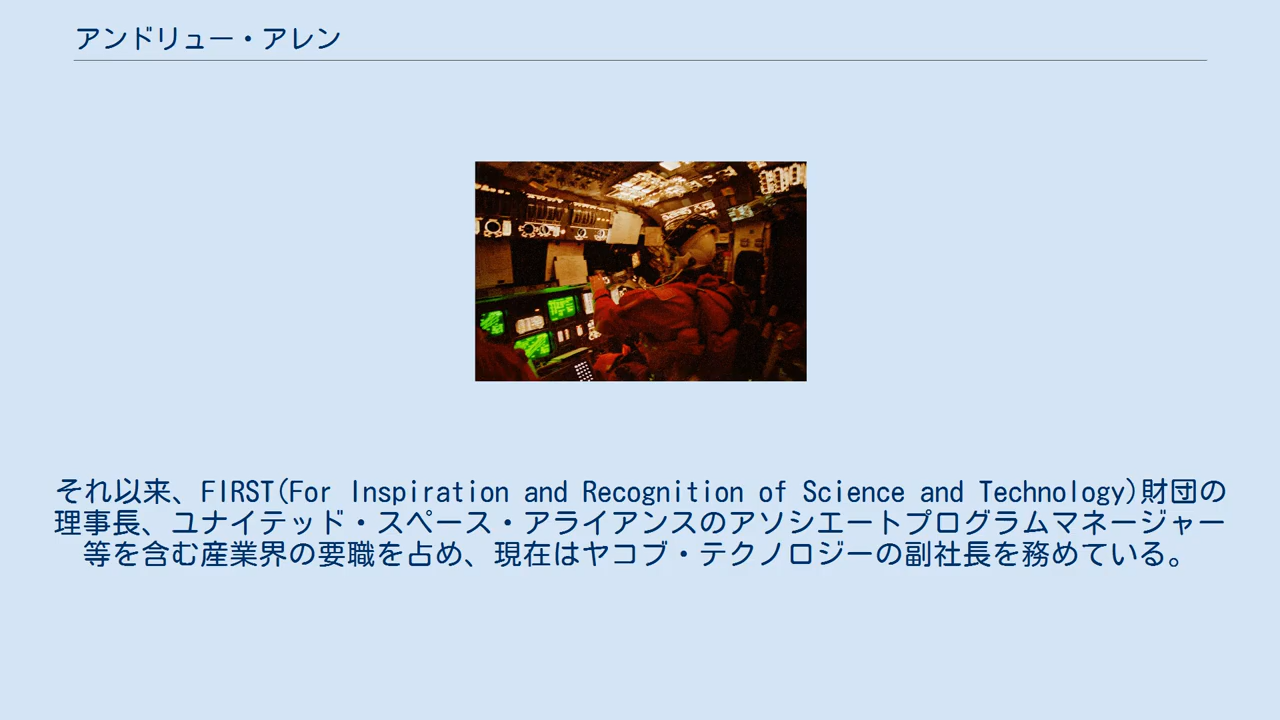 アンドリュー・アレン
それ以来、FIRST(For Inspiration and Recognition of Science and Technology)財団の
理事長、ユナイテッド・スペース・アライアンスのアソシエートプログラムマネージャー
等を含む産業界の要職を占め、現在はヤコブ・テクノロジーの副社長を務めている。